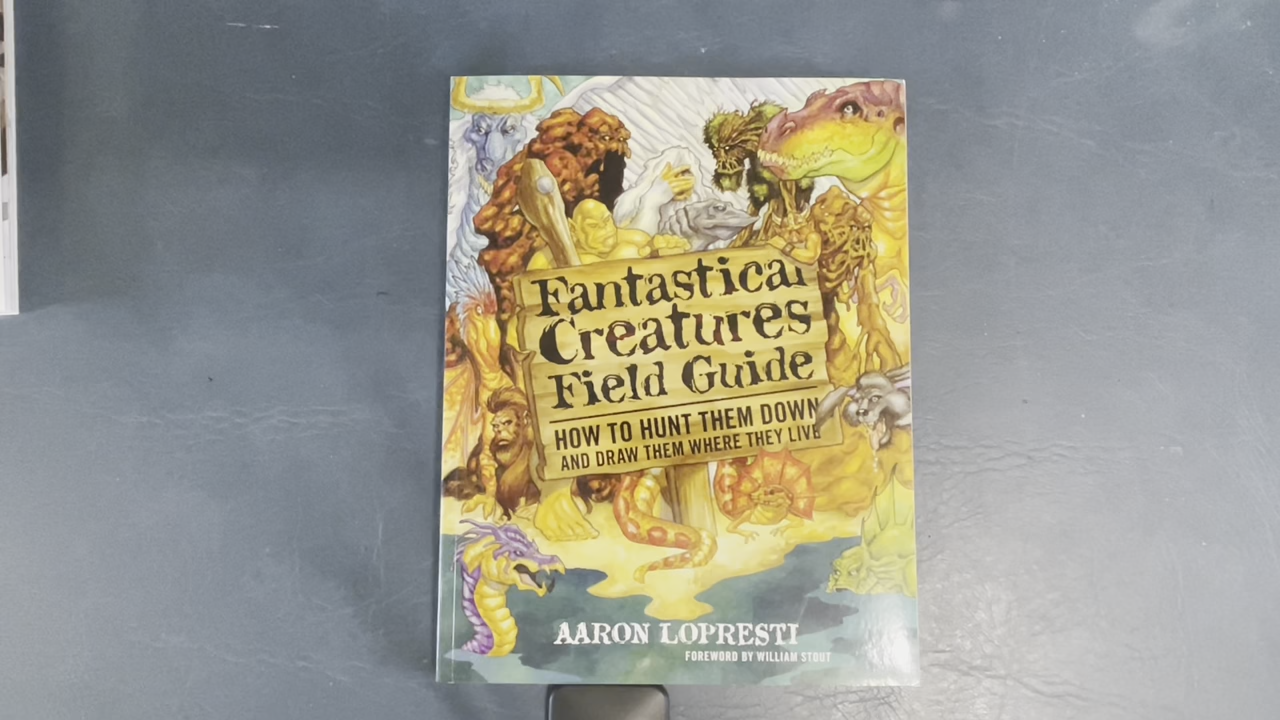 Fantastical
Creatures
Field Guide
HOW TO HUNT THEM DOWN
AND DRAW THEM WHERE THEY LIVE
AARON LOPRESTI
FOREWORD BY WILLIAM STOUT